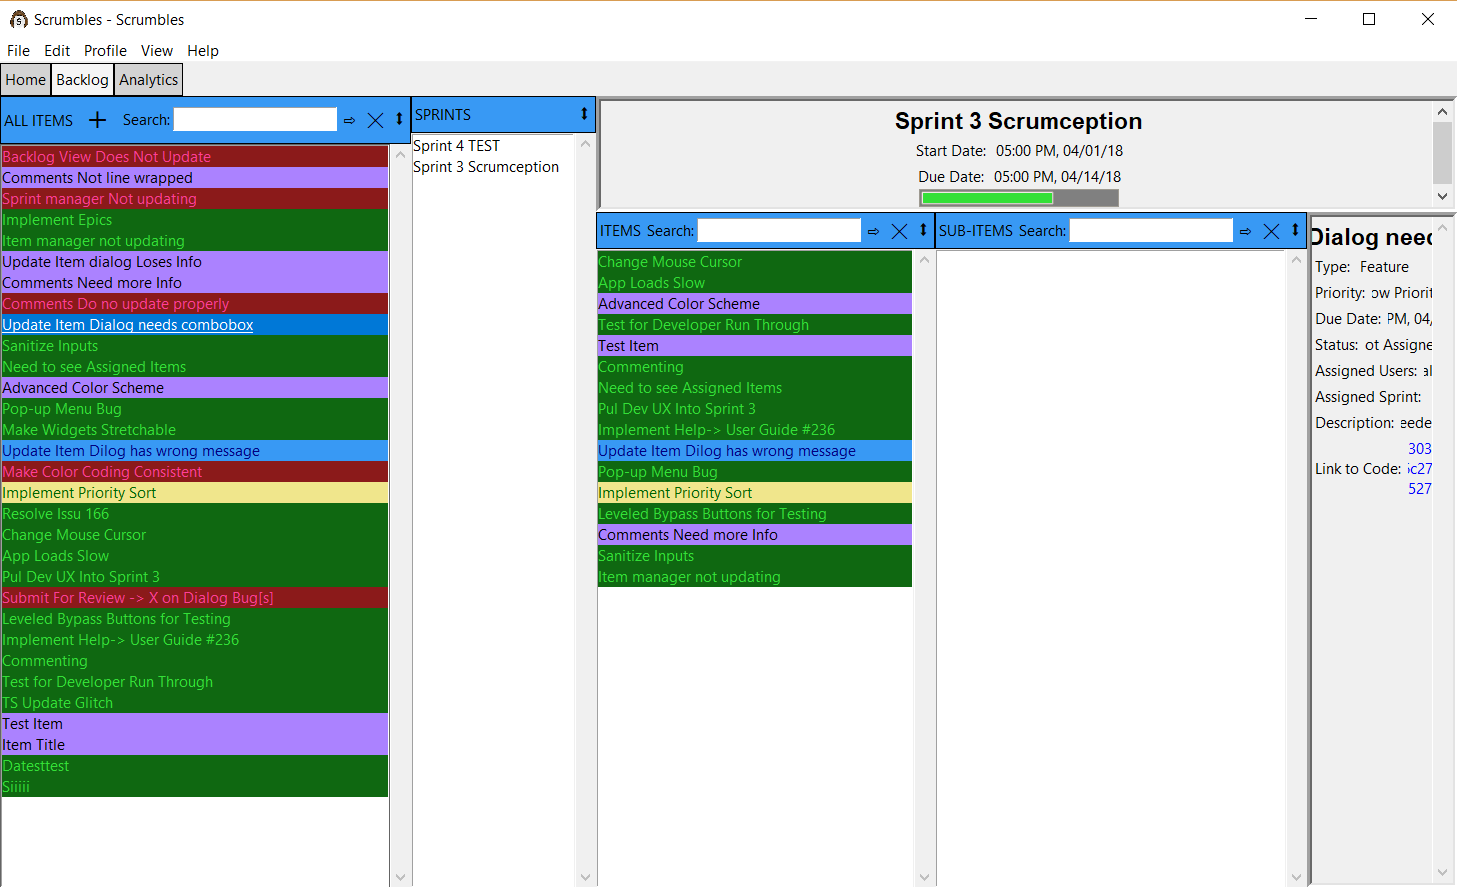 Scrumbles - Scrumbles
File Edit Profile View Help
Home Backlog Analytics
ALL ITEMS Search:
Backlog View Does Not Update
Comments Not line wrapped
Sprint manager Not updating
Implement Epics
Item manager not updating
Update Item dialog Loses Info
Comments Need more Info
Comments Do no update properly
Update Item Dialog needs combobox
Sanitize Inputs
Need to see Assigned Items
Advanced Color Scheme
Pop-up Menu Bug
Make Widgets Stretchable
Update Item Dilog has wrong message
Make Color Coding Consistent
Implement Priority Sort
Resolve Issu 166
Change Mouse Cursor
App Loads Slow
Pul Dev UX Into Sprint 3
Submit For Review -> X on Dialog Bug[s]
Leveled Bypass Buttons for Testing
Implement Help-> User Guide #236
Commenting
Test for Developer Run Through
TS Update Glitch
Test Item
Item Title
Datesttest
Siiiii
SPRINTS
Sprint 4 TEST
Sprint 3 Scrumception
Sprint 3 Scrumception
Start Date: 05:00 PM, 04/01/18
Due Date: 05:00 PM, 04/14/18
ITEMS Search:
Change Mouse Cursor
App Loads Slow
Advanced Color Scheme
Test for Developer Run Through
Test Item
Commenting
Need to see Assigned Items
Pul Dev UX Into Sprint 3
Implement Help-> User Guide #236
Update Item Dilog has wrong message
Pop-up Menu Bug
Implement Priority Sort
Leveled Bypass Buttons for Testing
Comments Need more Info
Sanitize Inputs
Item manager not updating
SUB-ITEMS Search:
Dialog need
Type: Feature
Priority: ow Priorit
Due Date: PM, 04/
Status: ot Assigne
Assigned Users: al
Assigned Sprint:
Description: eede
303
Link to Code: 5c27
527